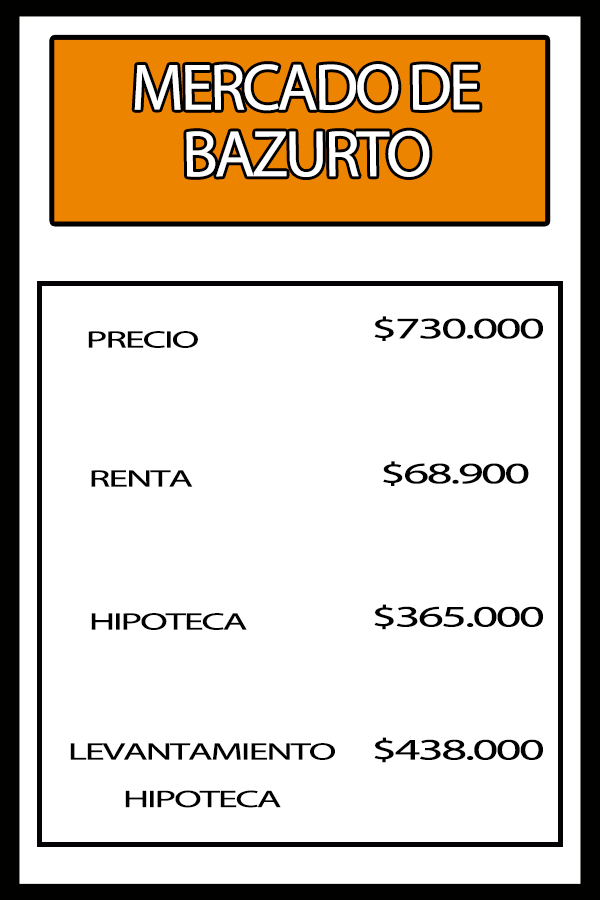 MERCADO DE
BAZURTO
PRECIO $730.000
RENTA $68.900
HIPOTECA $365.000
LEVANTAMIENTO $438.000
HIPOTECA